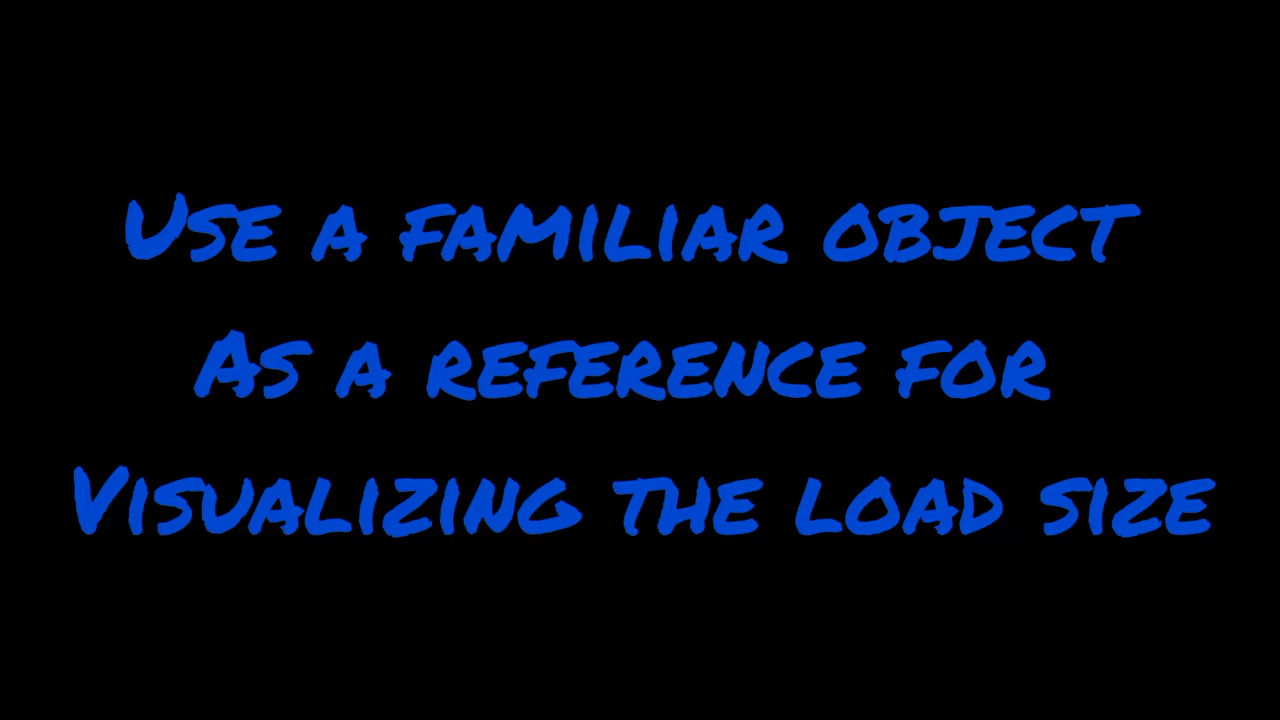 Use a familiar object
As a reference for
Visualizing the load size